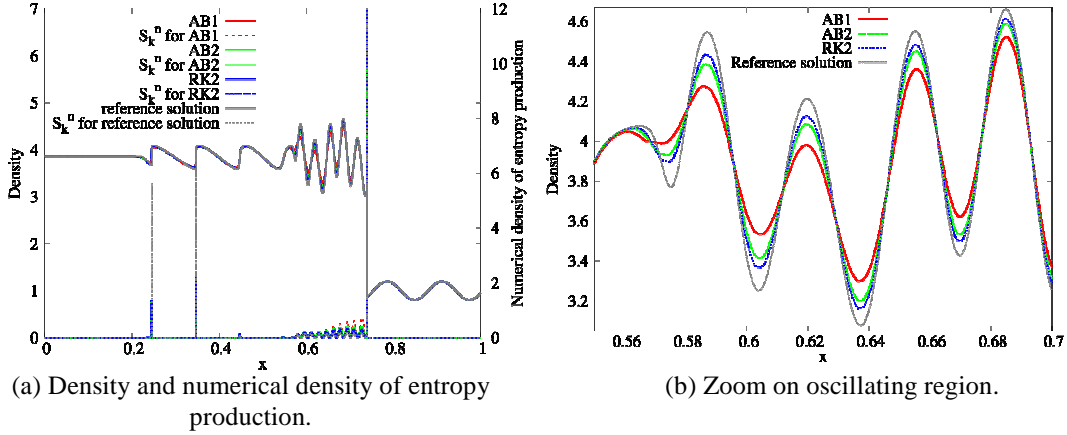 7
6
5
4
3
2
1
0
Density
AB1
S_k^n for AB1
AB2
S_k^n for AB2
RK2
S_k^n for RK2
reference solution
S_k^n for reference solution
12
10
8
6
4
2
0
Numerical density of entropy production
0 0.2 0.4 0.6 0.8 1
x
4.6
4.4
4.2
4
3.8
3.6
3.4
3.2
Density
AB1
AB2
RK2
Reference solution
0.56 0.58 0.6 0.62 0.64 0.66 0.68 0.7
x
(a) Density and numerical density of entropy
production.
(b) Zoom on oscillating region.